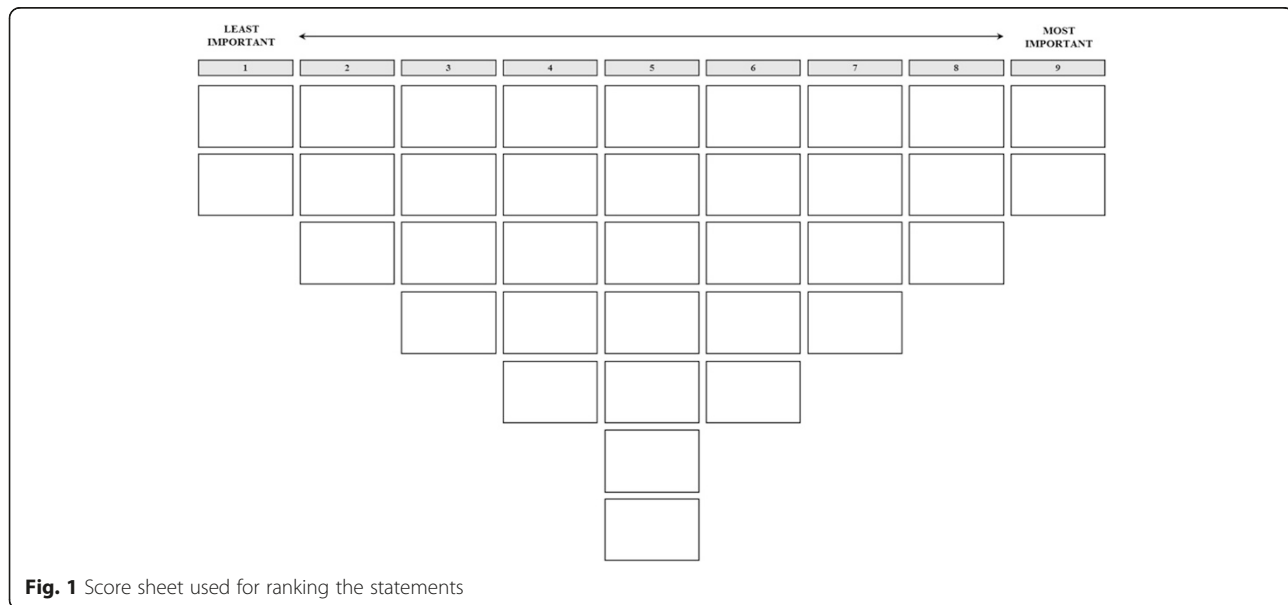 LEAST
IMPORTANT
MOST
IMPORTANT
1 2 3 4 5 6 7 8 9
Fig. 1 Score sheet used for ranking the statements